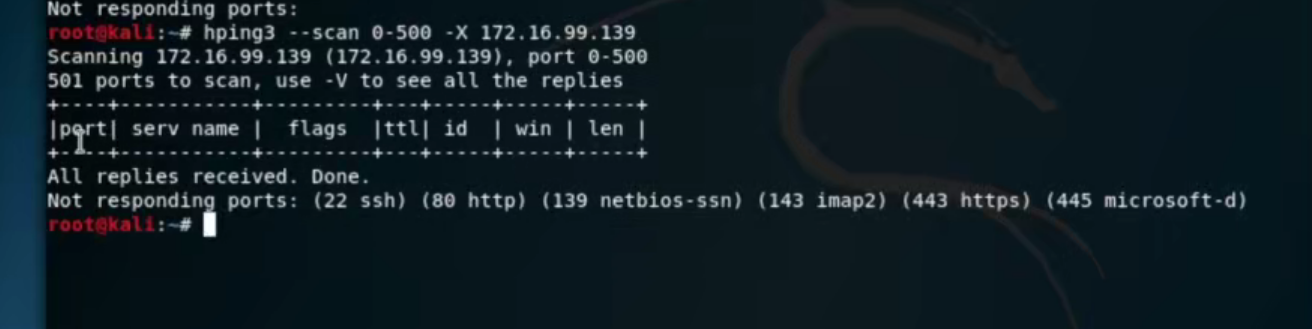 Not responding ports:
root@kali:~# hping3 --scan 0-500 -X 172.16.99.139
Scanning 172.16.99.139 (172.16.99.139), port 0-500
501 ports to scan, use -V to see all the replies
+----+-----------+---------+---+-----+-----+-----+
|port| serv name |  flags  |ttl| id  | win | len |
+----+-----------+---------+---+-----+-----+-----+
All replies received. Done.
Not responding ports: (22 ssh) (80 http) (139 netbios-ssn) (143 imap2) (443 https) (445 microsoft-d)
root@kali:~#